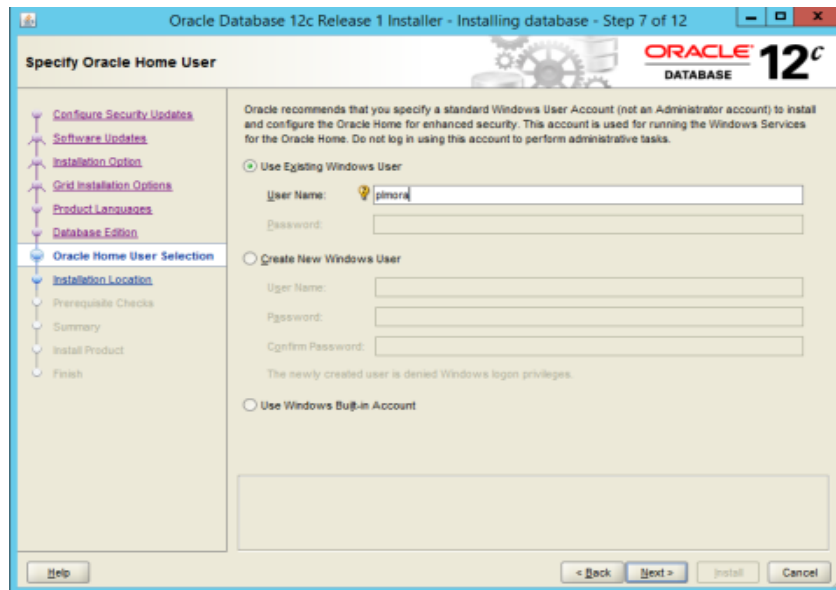 Oracle Database 12c Release 1 Installer - Installing database - Step 7 of 12
Specify Oracle Home User
ORACLE
DATABASE
12c
Configure Security Updates
Software Updates
Installation Option
Grid Installation Options
Product Languages
Database Edition
Oracle Home User Selection
Installation Location
Prerequisite Checks
Summary
Install Product
Finish
Oracle recommends that you specify a standard Windows User Account (not an Administrator account) to install
and configure the Oracle Home for enhanced security. This account is used for running the Windows Services
for the Oracle Home. Do not log in using this account to perform administrative tasks.
Use Existing Windows User
User Name: plmora
Password:
Create New Windows User
User Name:
Password:
Confirm Password:
The newly created user is denied Windows logon privileges.
Use Windows Built-in Account
Help
< Back
Next >
Install
Cancel